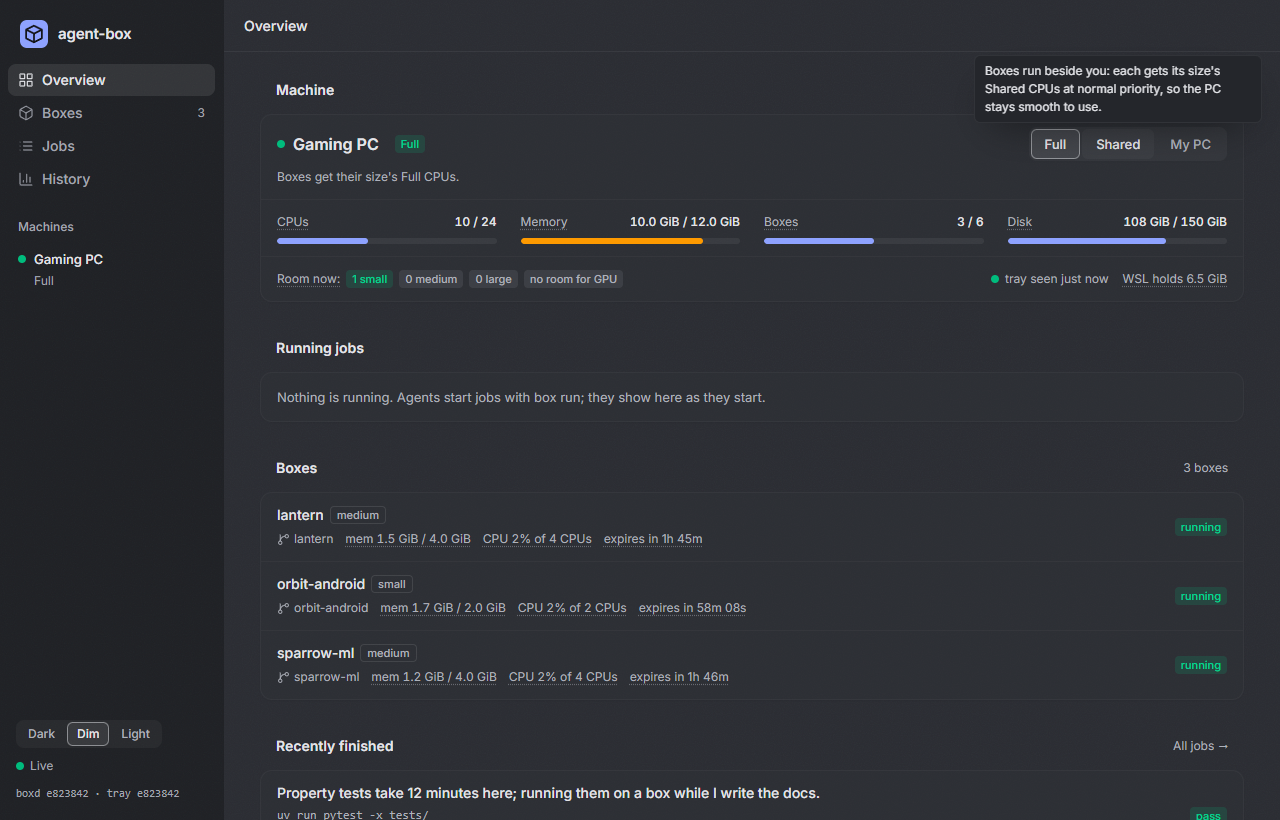 agent-box
Overview
Boxes 3
Jobs
History
Machines
Gaming PC
Full
Dark Dim Light
Live
boxd e823842 · tray e823842
Overview
Machine
Boxes run beside you: each gets its size's
Shared CPUs at normal priority, so the PC
stays smooth to use.
Gaming PC Full
Full Shared My PC
Boxes get their size's Full CPUs.
CPUs 10 / 24 Memory 10.0 GiB / 12.0 GiB Boxes 3 / 6 Disk 108 GiB / 150 GiB
Room now: 1 small 0 medium 0 large no room for GPU tray seen just now WSL holds 6.5 GiB
Running jobs
Nothing is running. Agents start jobs with box run; they show here as they start.
Boxes 3 boxes
lantern medium
lantern mem 1.5 GiB / 4.0 GiB CPU 2% of 4 CPUs expires in 1h 45m running
orbit-android small
orbit-android mem 1.7 GiB / 2.0 GiB CPU 2% of 2 CPUs expires in 58m 08s running
sparrow-ml medium
sparrow-ml mem 1.2 GiB / 4.0 GiB CPU 2% of 4 CPUs expires in 1h 46m running
Recently finished All jobs →
Property tests take 12 minutes here; running them on a box while I write the docs.
uv run pytest -x tests/ pass